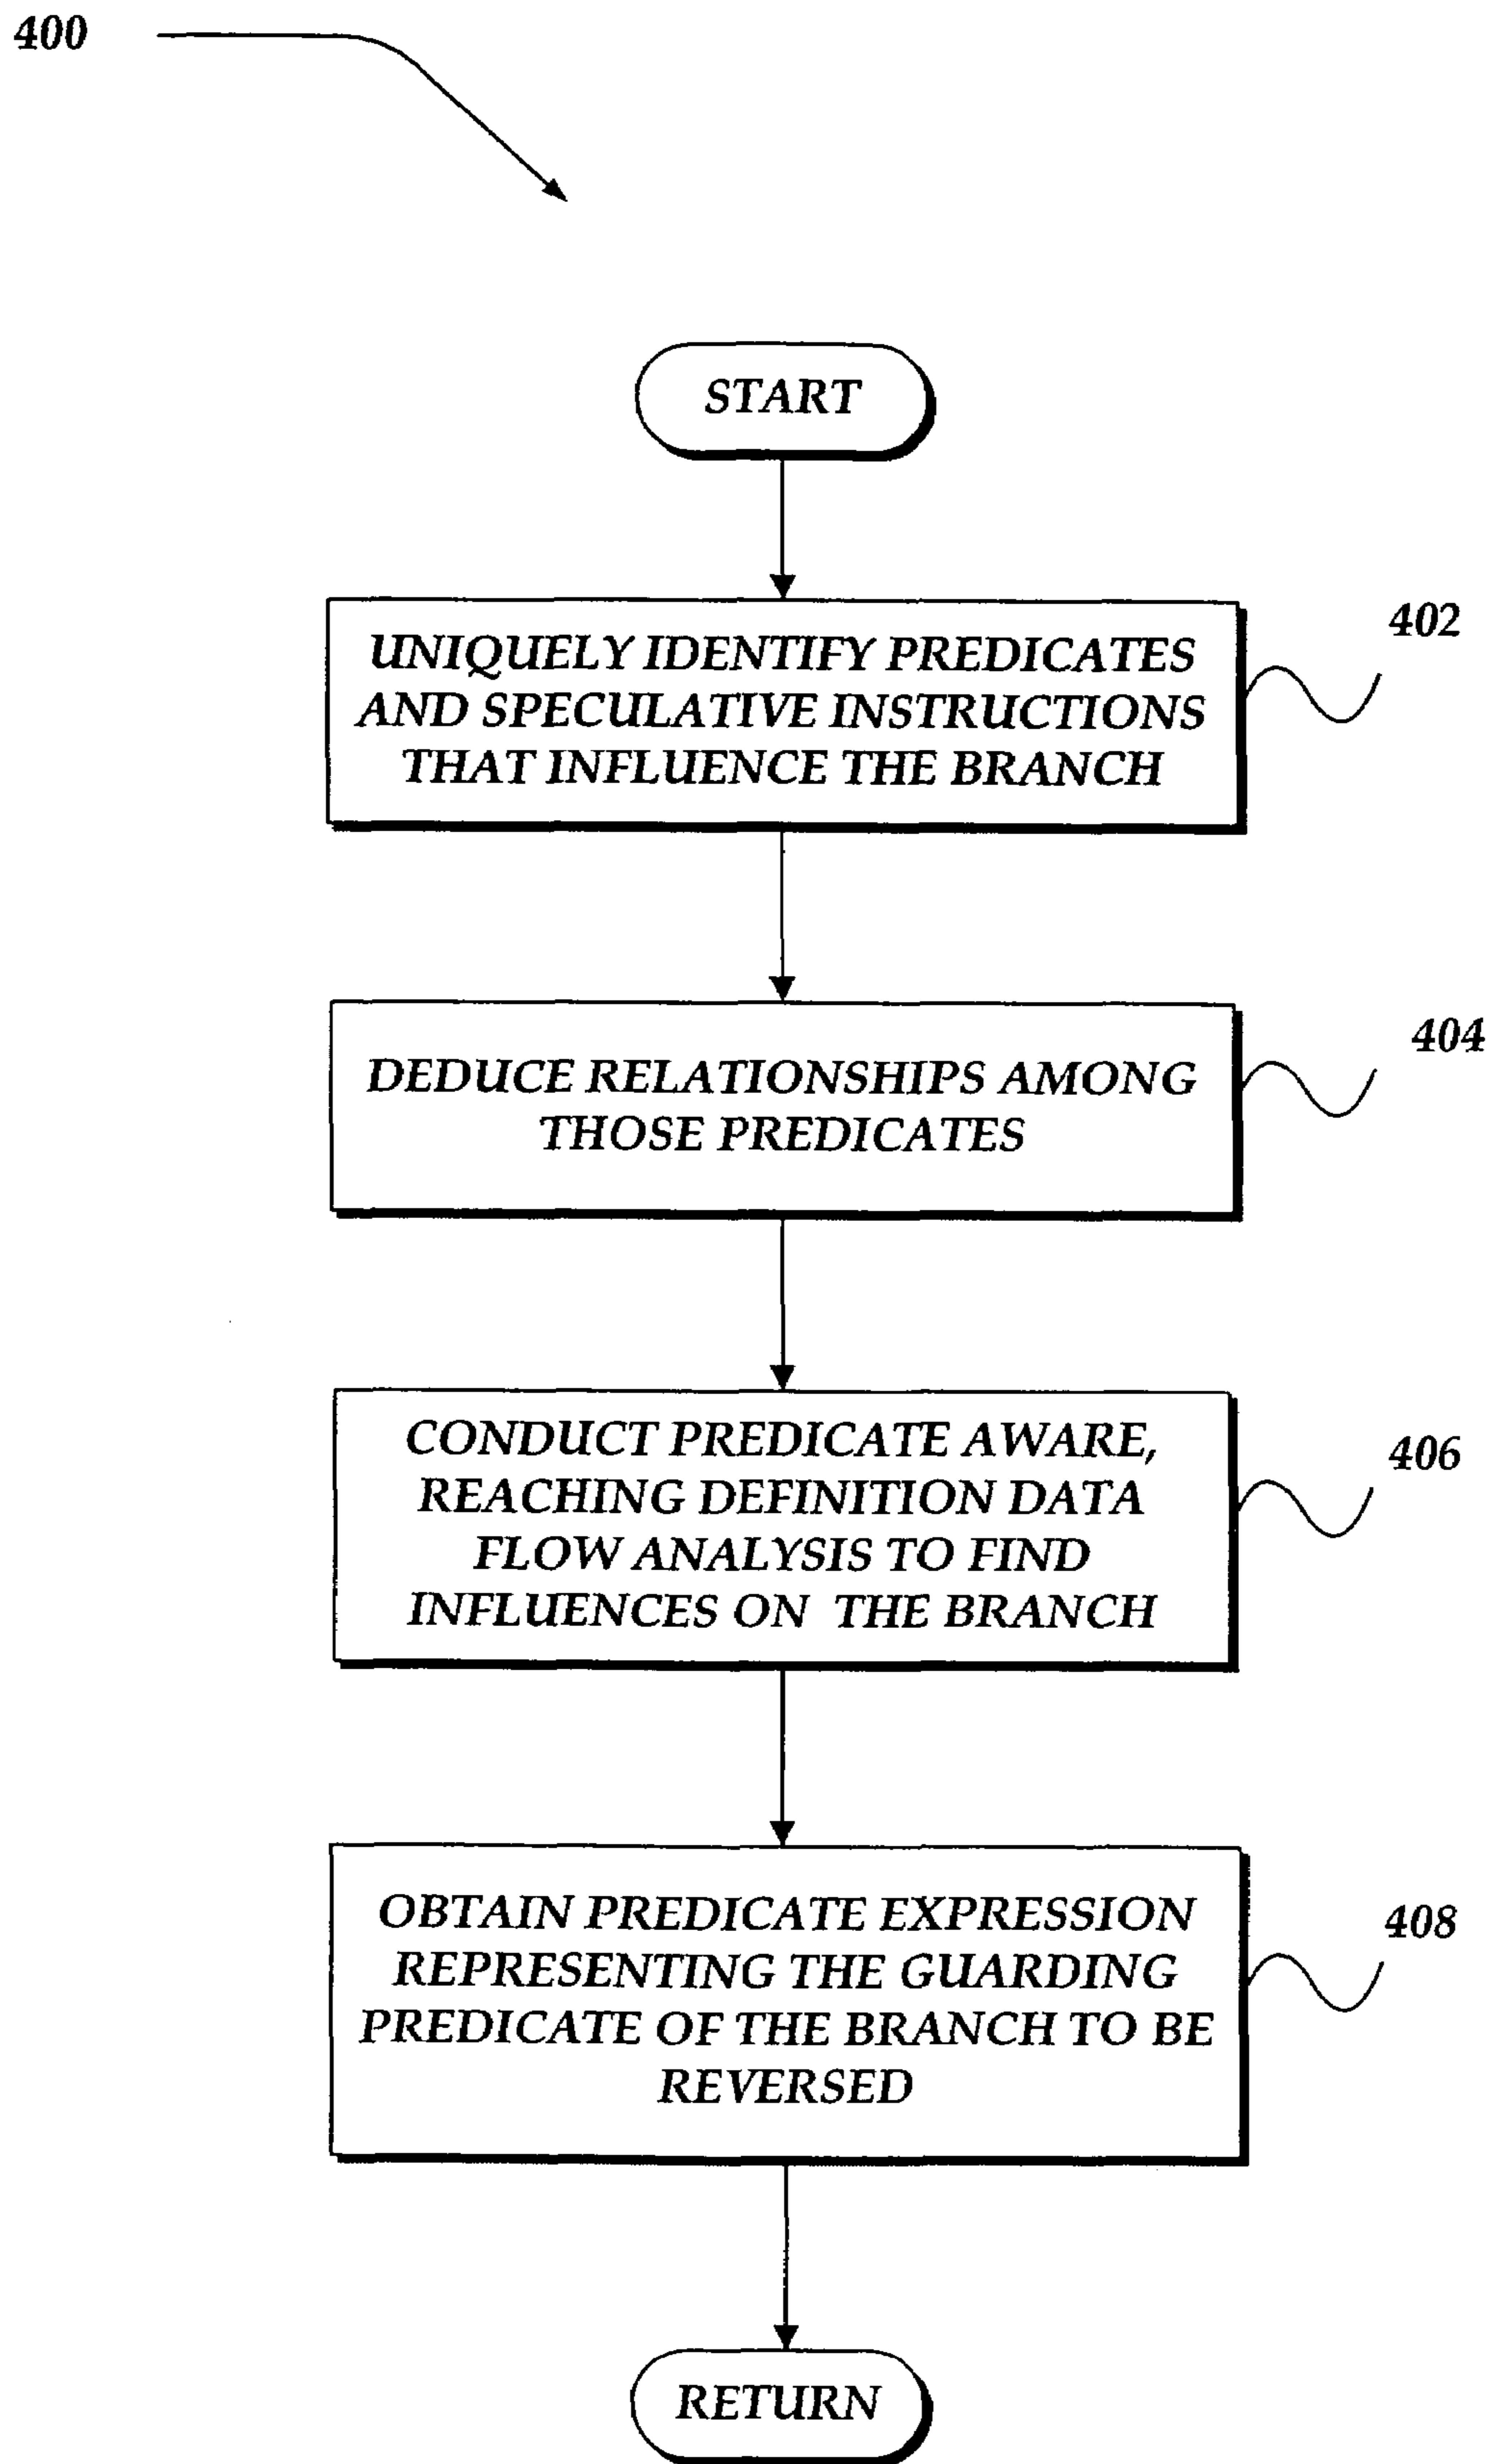 400
START
UNIQUELY IDENTIFY PREDICATES
AND SPECULATIVE INSTRUCTIONS
THAT INFLUENCE THE BRANCH
402
DEDUCE RELATIONSHIPS AMONG
THOSE PREDICATES
404
CONDUCT PREDICATE AWARE,
REACHING DEFINITION DATA
FLOW ANALYSIS TO FIND
INFLUENCES ON THE BRANCH
406
OBTAIN PREDICATE EXPRESSION
REPRESENTING THE GUARDING
PREDICATE OF THE BRANCH TO BE
REVERSED
408
RETURN